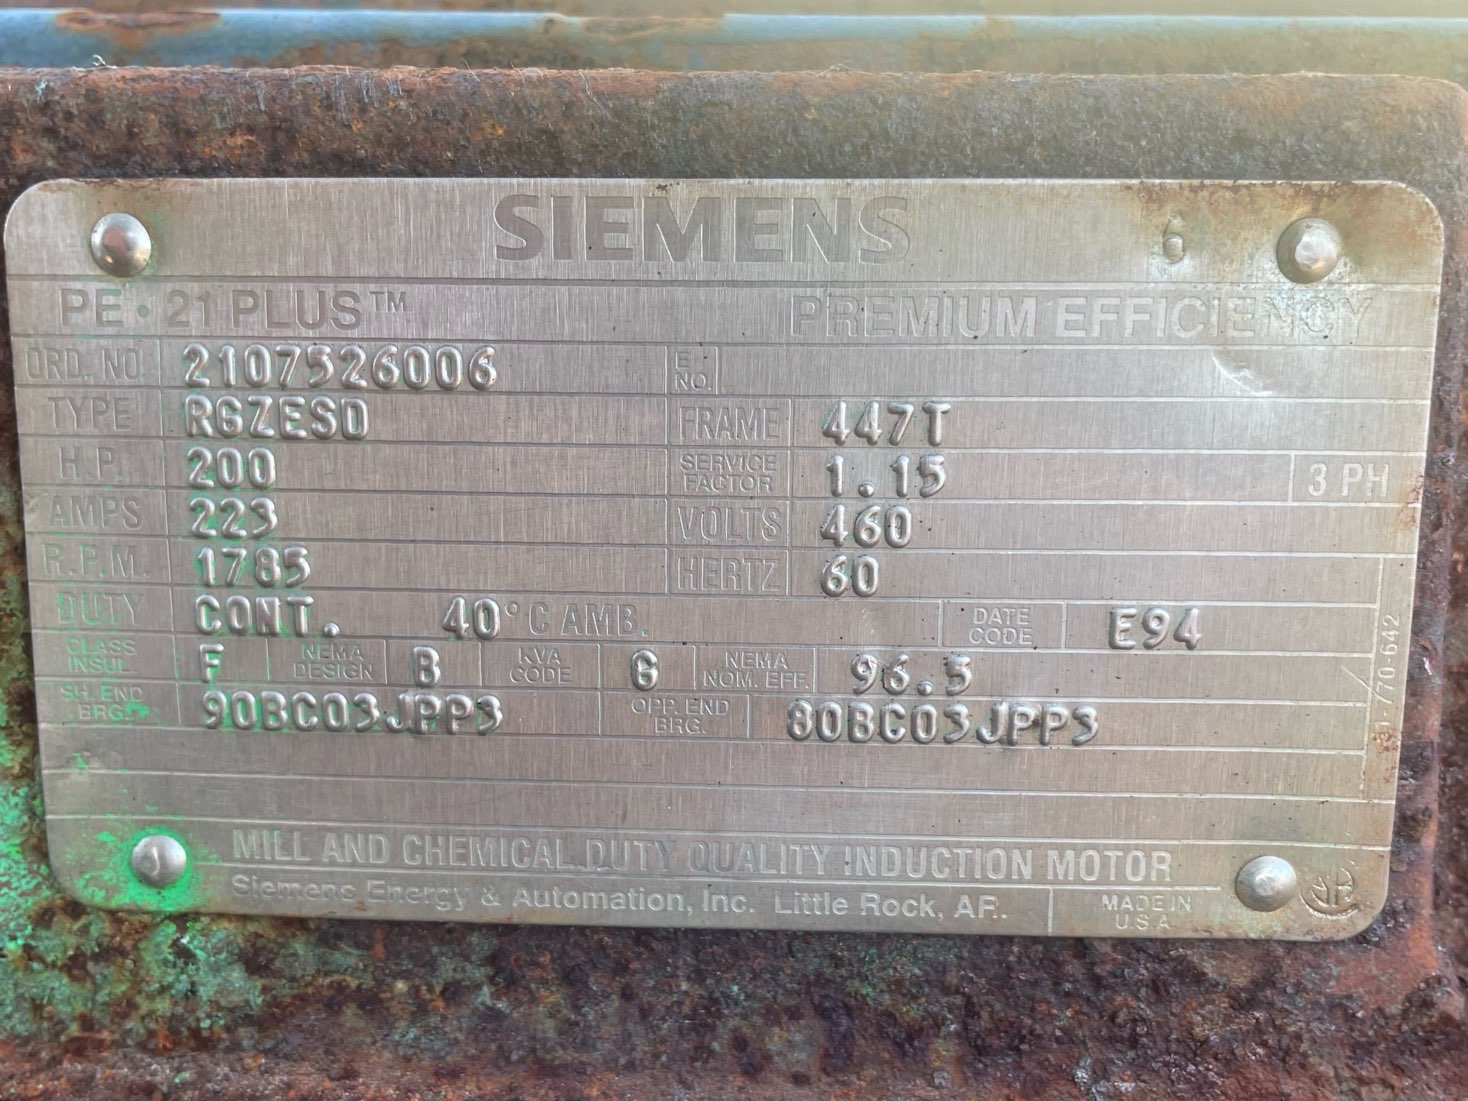 SIEMENS 6
PE • 21 PLUS™ PREMIUM EFFICIENCY
ORD. NO. 2107526006 E. NO.
TYPE RGZESD FRAME 447T
H.P. 200 SERVICE FACTOR 1.15 3 PH
AMPS 223 VOLTS 460
R.P.M. 1785 HERTZ 60
DUTY CONT. 40°C AMB. DATE CODE E94
CLASS INSUL. F NEMA DESIGN B KVA CODE G NEMA NOM. EFF. 96.5
SH. END BRG. 90BC03JPP3 OPP. END BRG. 80BC03JPP3
MILL AND CHEMICAL DUTY QUALITY INDUCTION MOTOR
Siemens Energy & Automation, Inc. Little Rock, AR. MADE IN U.S.A.
770-642